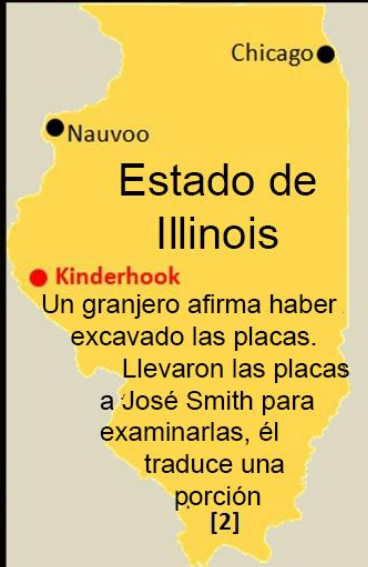 Chicago
Nauvoo
Estado de
Illinois
Kinderhook
Un granjero afirma haber
excavado las placas.
Llevaron las placas
a José Smith para
examinarlas, él
traduce una
porción
[2]